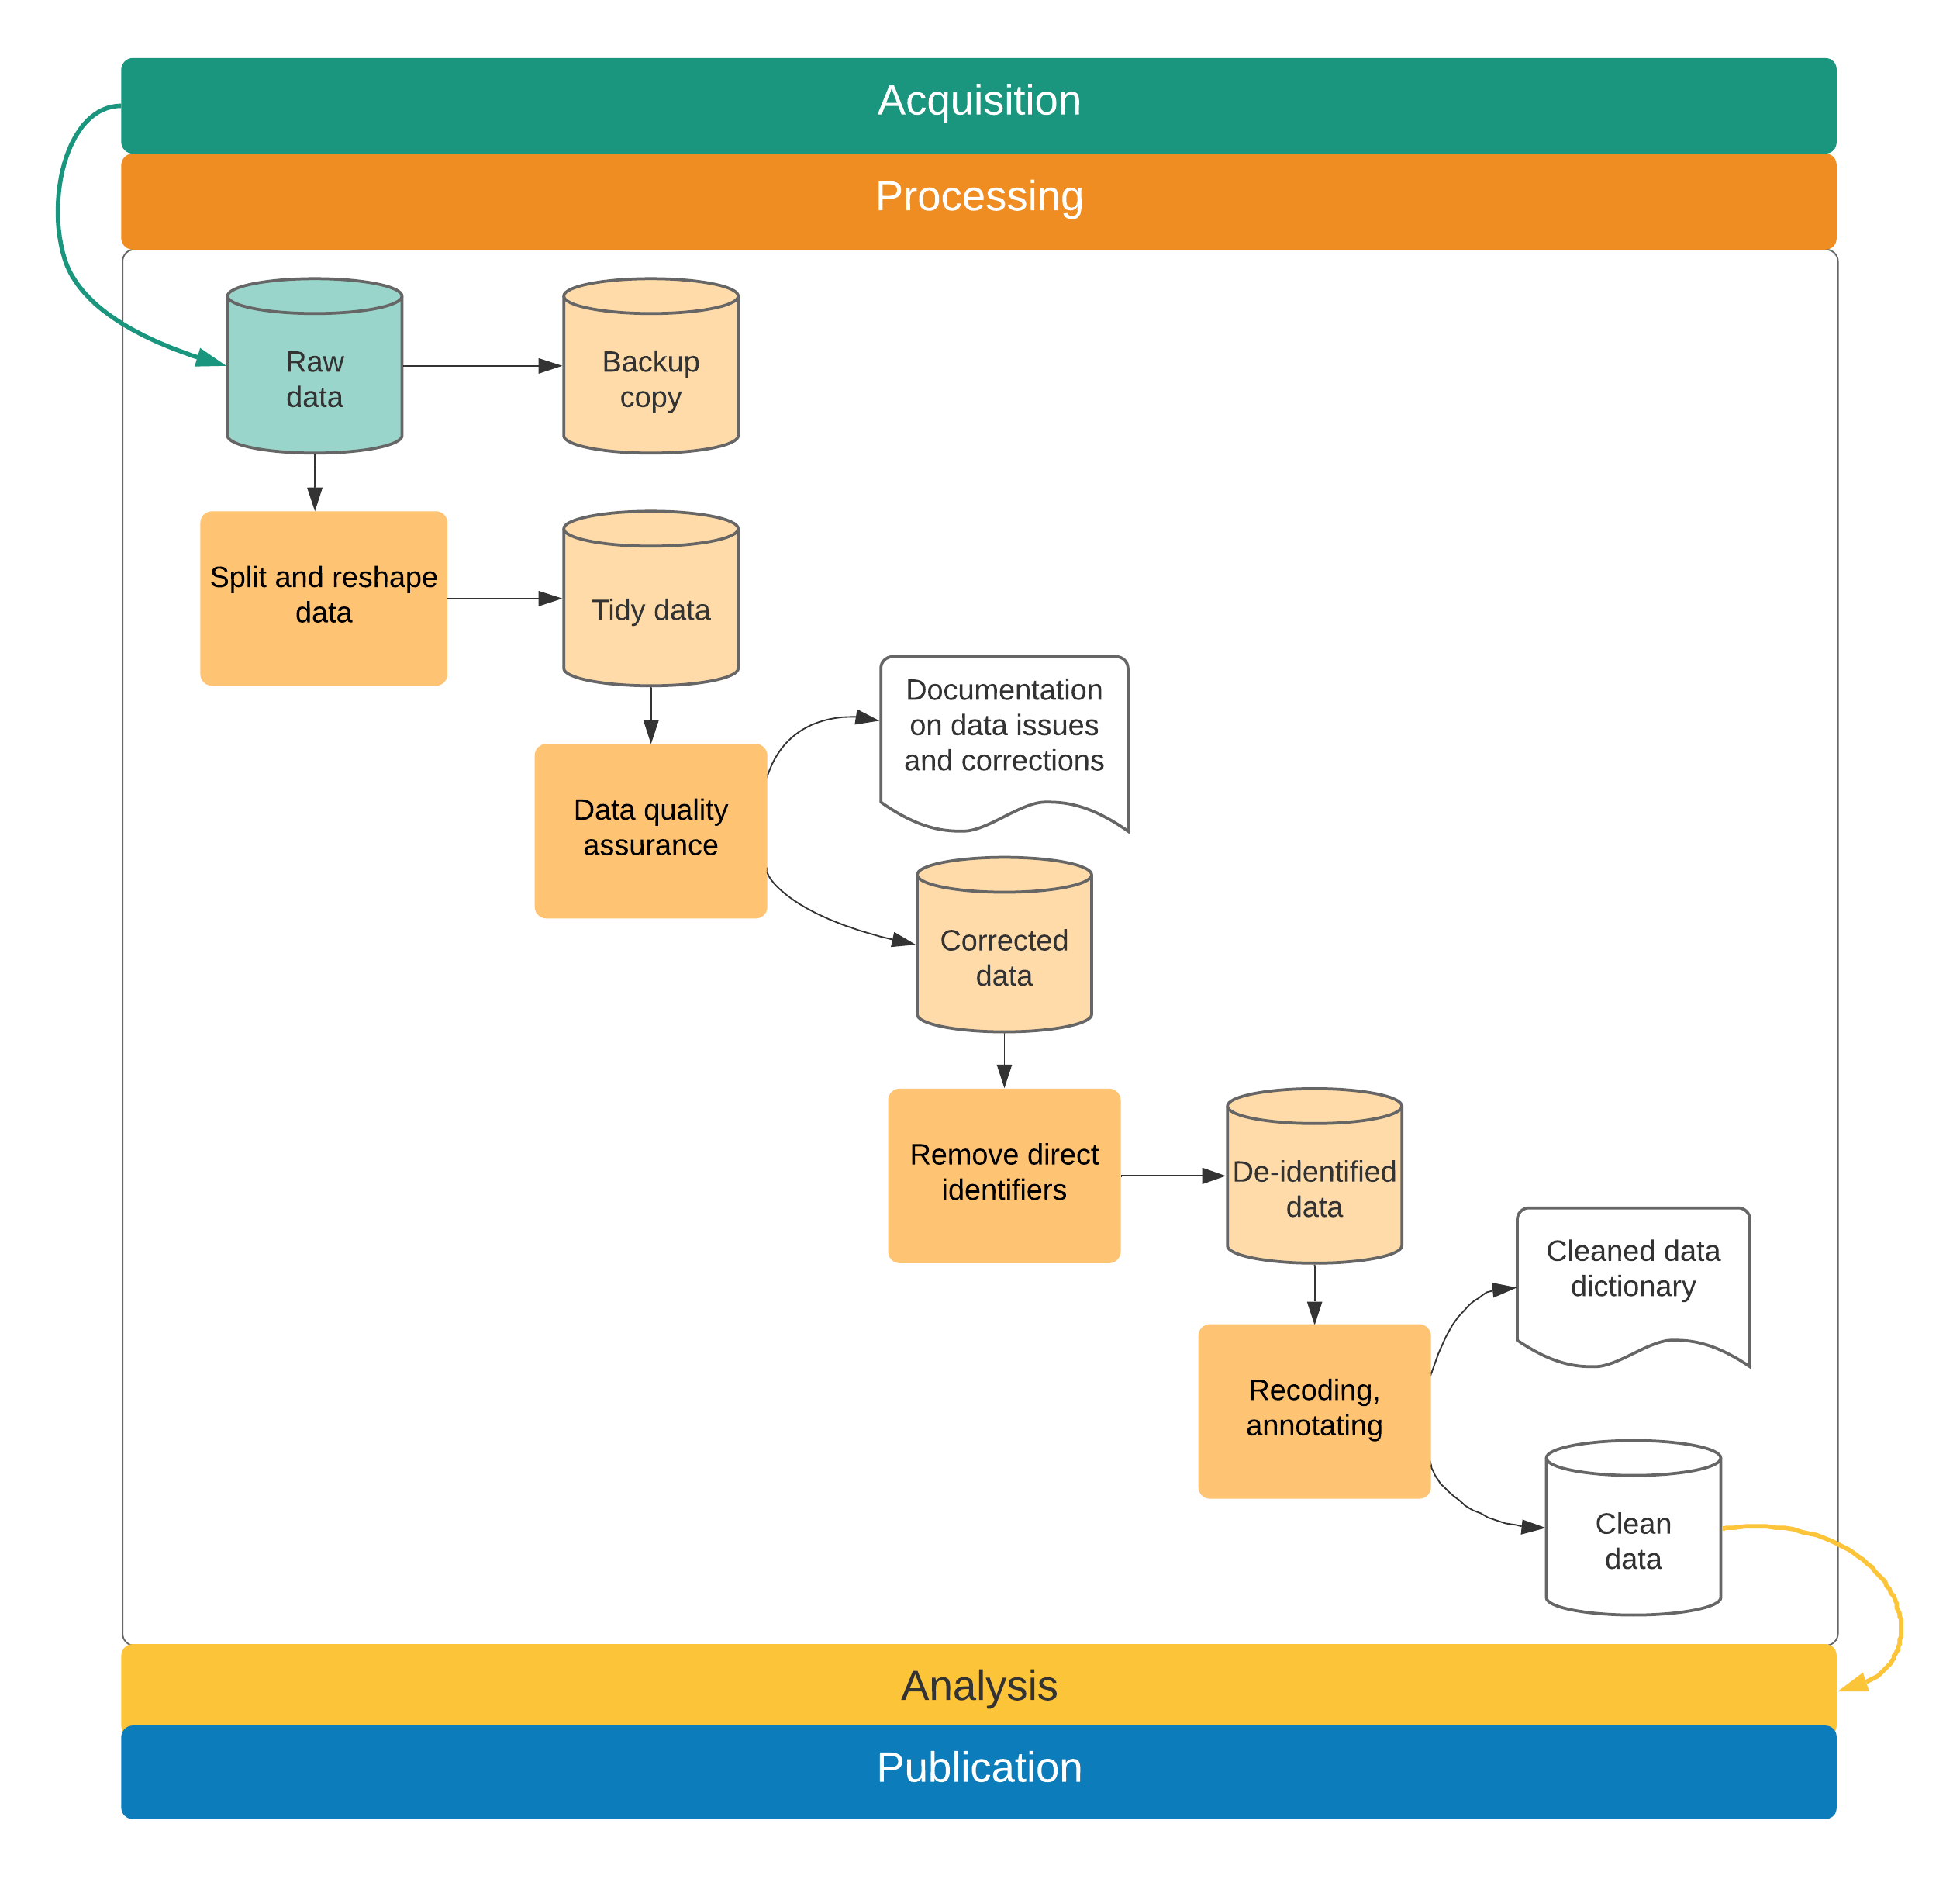 Acquisition
Processing
Raw
data
Backup
copy
Split and reshape
data
Tidy data
Documentation
on data issues
and corrections
Data quality
assurance
Corrected
data
Remove direct
identifiers
De-identified
data
Cleaned data
dictionary
Recoding,
annotating
Clean
data
Analysis
Publication